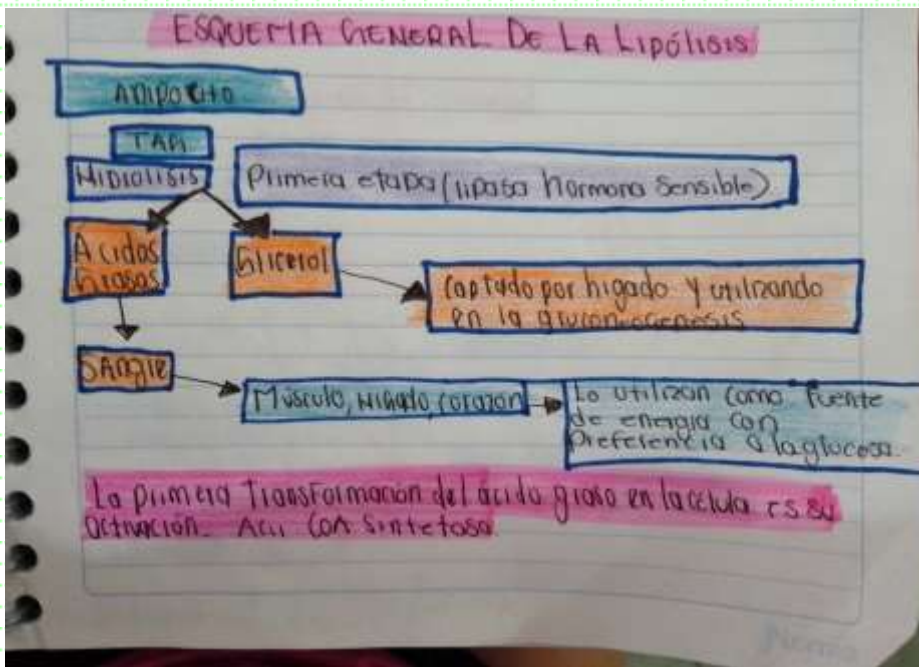 ESQUEMA GENERAL DE LA LIPÓLISIS
ADIPOCITO
TAG
HIDROLISIS
Primera etapa (lipasa hormona sensible)
Acidos
Grasos
Glicerol
Captado por higado y utilizando
en la gluconeogenesis
SANgre
Músculo, Higado, corazon
Lo utilizan como fuente
de energia con
Preferencia a la glucosa.
La primera Transformacion del acido graso en la celula es su
activación. Acil COA Sintetasa.